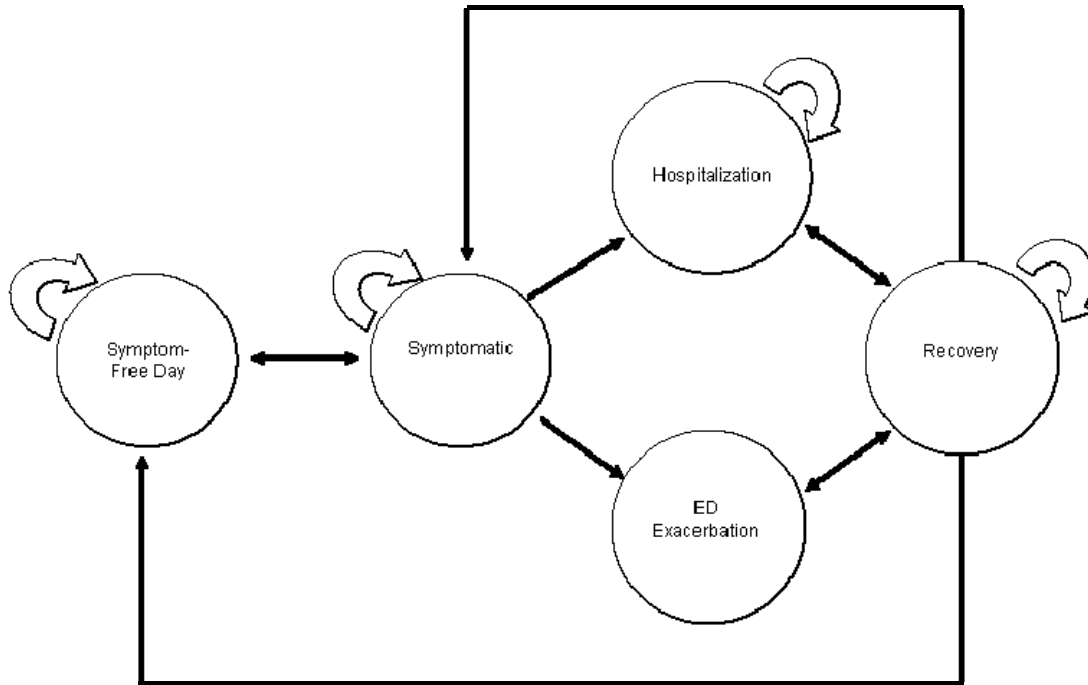 Hospitalization
Symptom-
Free Day
Symptomatic
Recovery
ED
Exacerbation